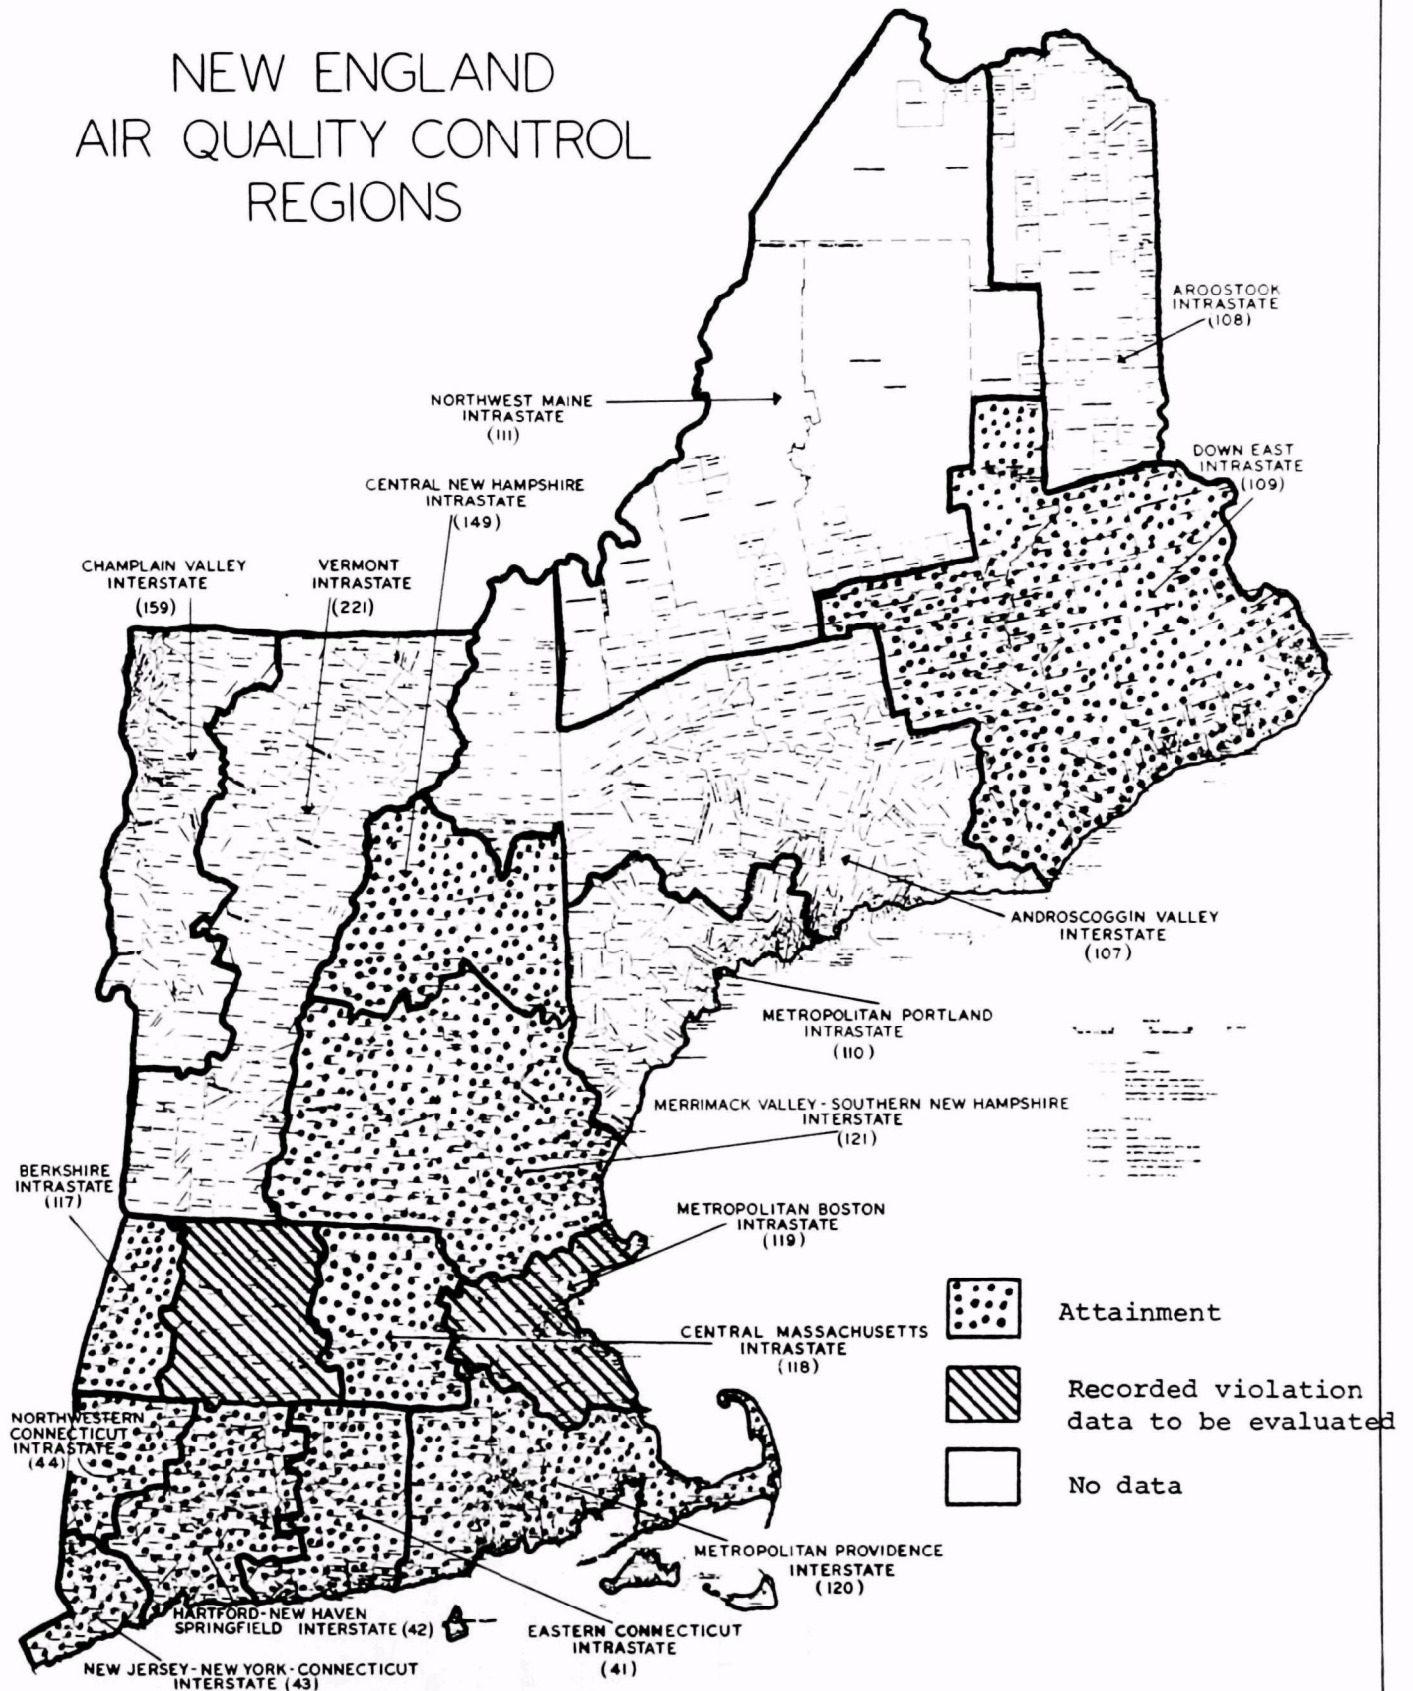 NEW ENGLAND
AIR QUALITY CONTROL
REGIONS
AROOSTOOK
INTRASTATE
(108)
NORTHWEST MAINE
INTRASTATE
(111)
DOWN EAST
INTRASTATE
(109)
CENTRAL NEW HAMPSHIRE
INTRASTATE
(149)
CHAMPLAIN VALLEY
INTERSTATE
(159)
VERMONT
INTRASTATE
(221)
ANDROSCOGGIN VALLEY
INTERSTATE
(107)
METROPOLITAN PORTLAND
INTRASTATE
(110)
MERRIMACK VALLEY-SOUTHERN NEW HAMPSHIRE
INTERSTATE
(121)
BERKSHIRE
INTRASTATE
(117)
METROPOLITAN BOSTON
INTRASTATE
(119)
Attainment
CENTRAL MASSACHUSETTS
INTRASTATE
(118)
Recorded violation
data to be evaluated
NORTHWESTERN
CONNECTICUT
INTRASTATE
(44)
No data
METROPOLITAN PROVIDENCE
INTERSTATE
(120)
HARTFORD-NEW HAVEN
SPRINGFIELD INTERSTATE (42)
EASTERN CONNECTICUT
INTRASTATE
(41)
NEW JERSEY-NEW YORK-CONNECTICUT
INTERSTATE (43)